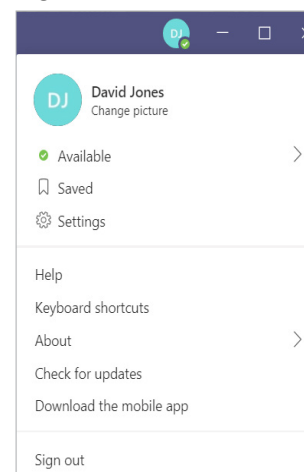 DJ
DJ
David Jones
Change picture
Available
Saved
Settings
Help
Keyboard shortcuts
About
Check for updates
Download the mobile app
Sign out